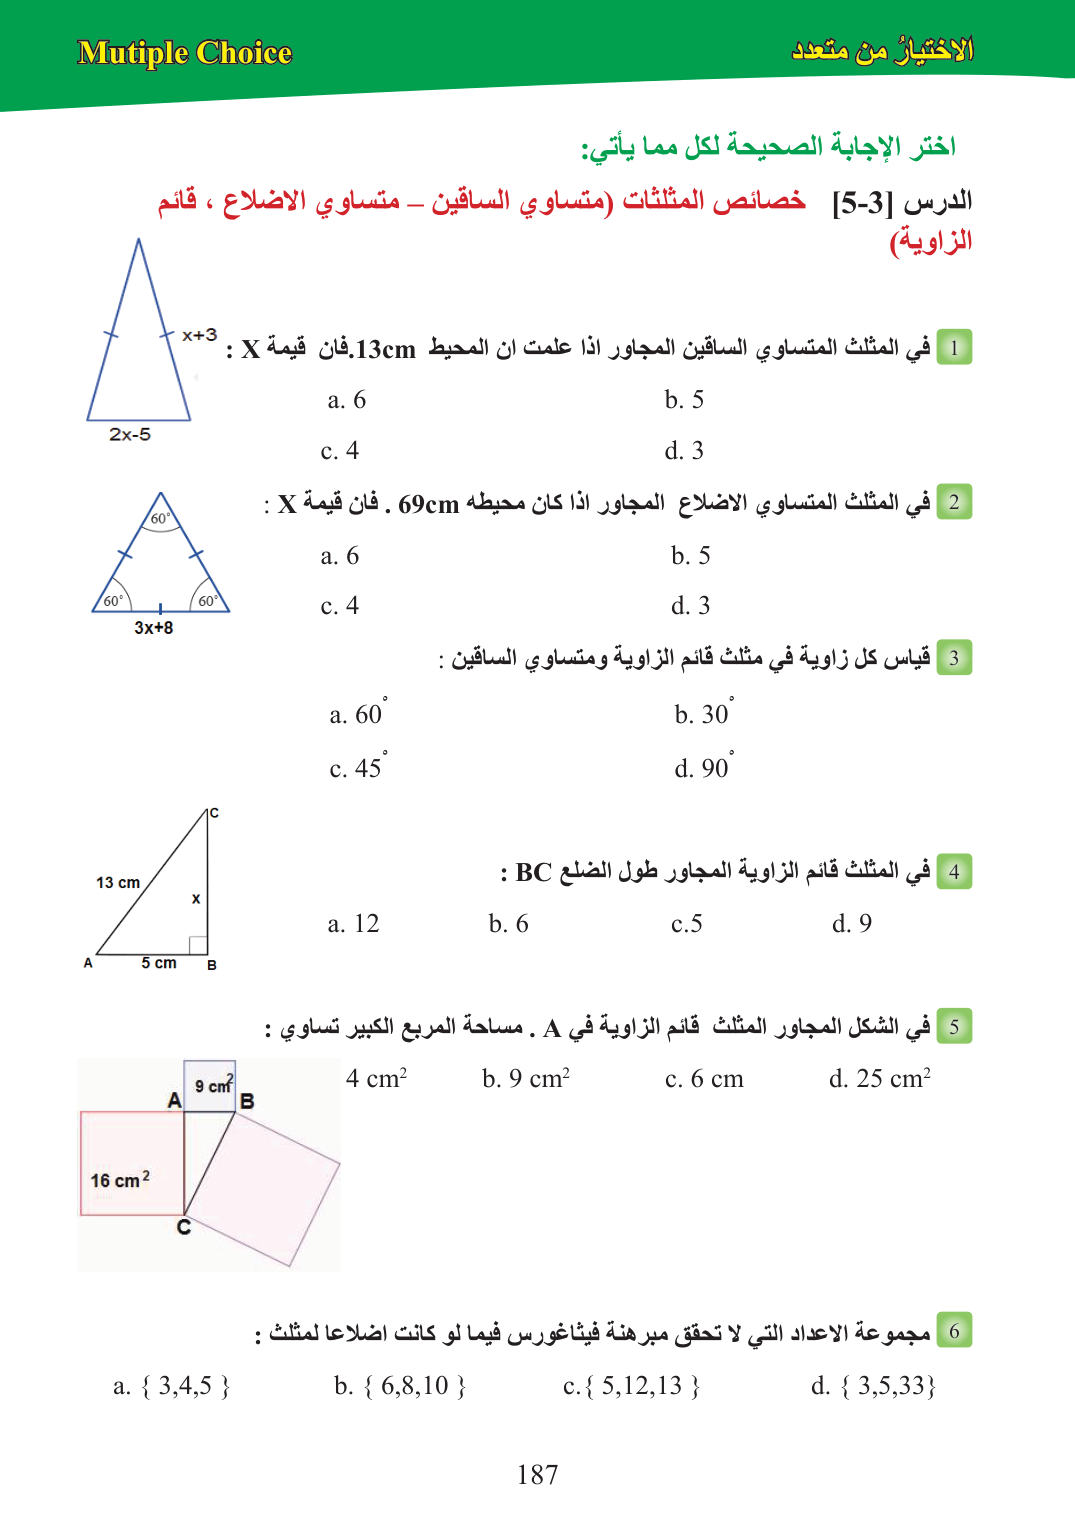 Mutiple Choice
الاختيارُ من متعدد
اختر الإجابة الصحيحة لكل مما يأتي:
الدرس [3-5] خصائص المثلثات (متساوي الساقين – متساوي الاضلاع ، قائم
الزاوية)
1 في المثلث المتساوي الساقين المجاور اذا علمت ان المحيط 13cm.فان قيمة X :
x+3
2x-5
a. 6 b. 5
c. 4 d. 3
2 في المثلث المتساوي الاضلاع المجاور اذا كان محيطه 69cm . فان قيمة X :
60°
60° 60°
3x+8
a. 6 b. 5
c. 4 d. 3
3 قياس كل زاوية في مثلث قائم الزاوية ومتساوي الساقين :
a. 60° b. 30°
c. 45° d. 90°
4 في المثلث قائم الزاوية المجاور طول الضلع BC :
C
13 cm
x
A 5 cm B
a. 12 b. 6 c.5 d. 9
5 في الشكل المجاور المثلث قائم الزاوية في A . مساحة المربع الكبير تساوي :
4 cm² b. 9 cm² c. 6 cm d. 25 cm²
9 cm²
A B
16 cm²
C
6 مجموعة الاعداد التي لا تحقق مبرهنة فيثاغورس فيما لو كانت اضلاعا لمثلث :
a. { 3,4,5 } b. { 6,8,10 } c.{ 5,12,13 } d. { 3,5,33}
187